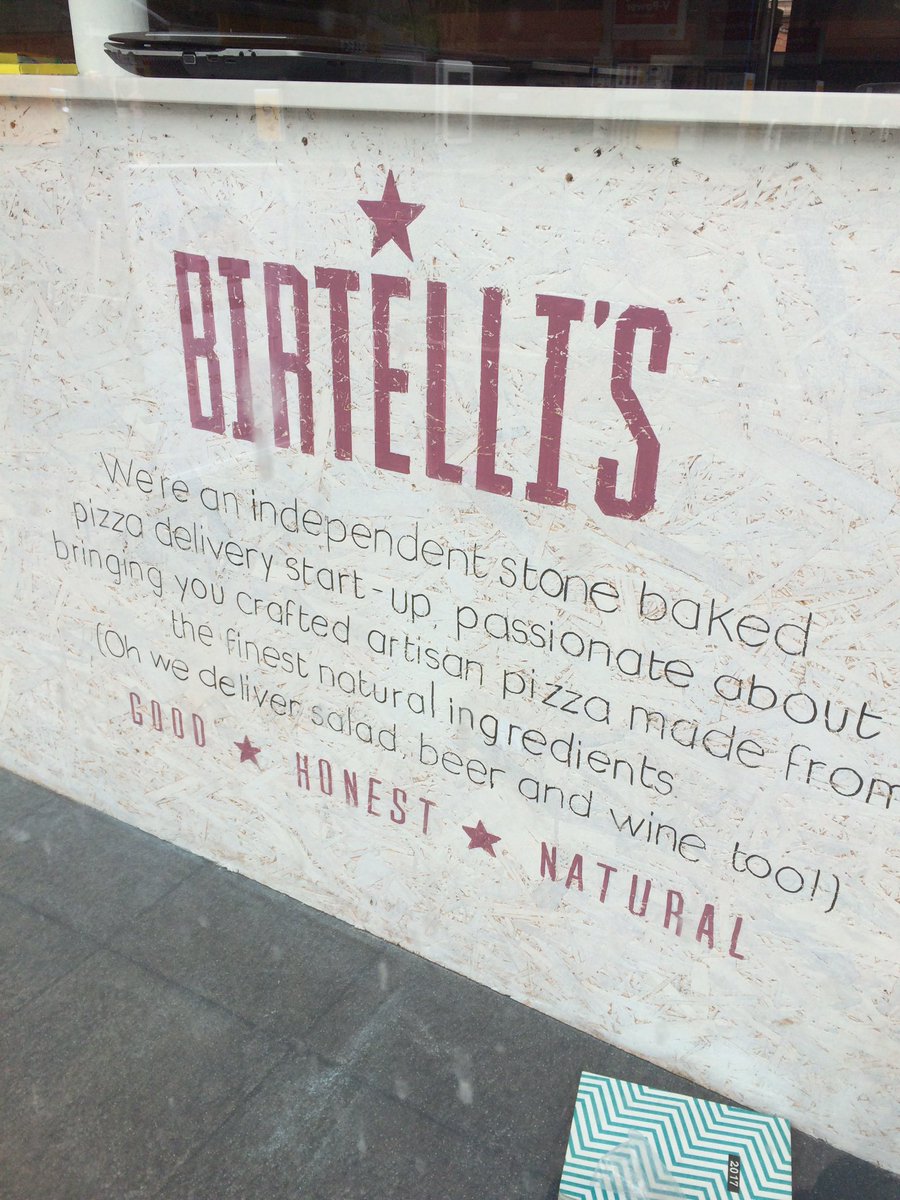 V-Power
BIRTELLI'S
We're an independent stone baked
pizza delivery start-up, passionate about
bringing you crafted artisan pizza made from
the finest natural ingredients.
(Oh we deliver salad, beer, and wine too!)
GOOD ★ HONEST ★ NATURAL
2017